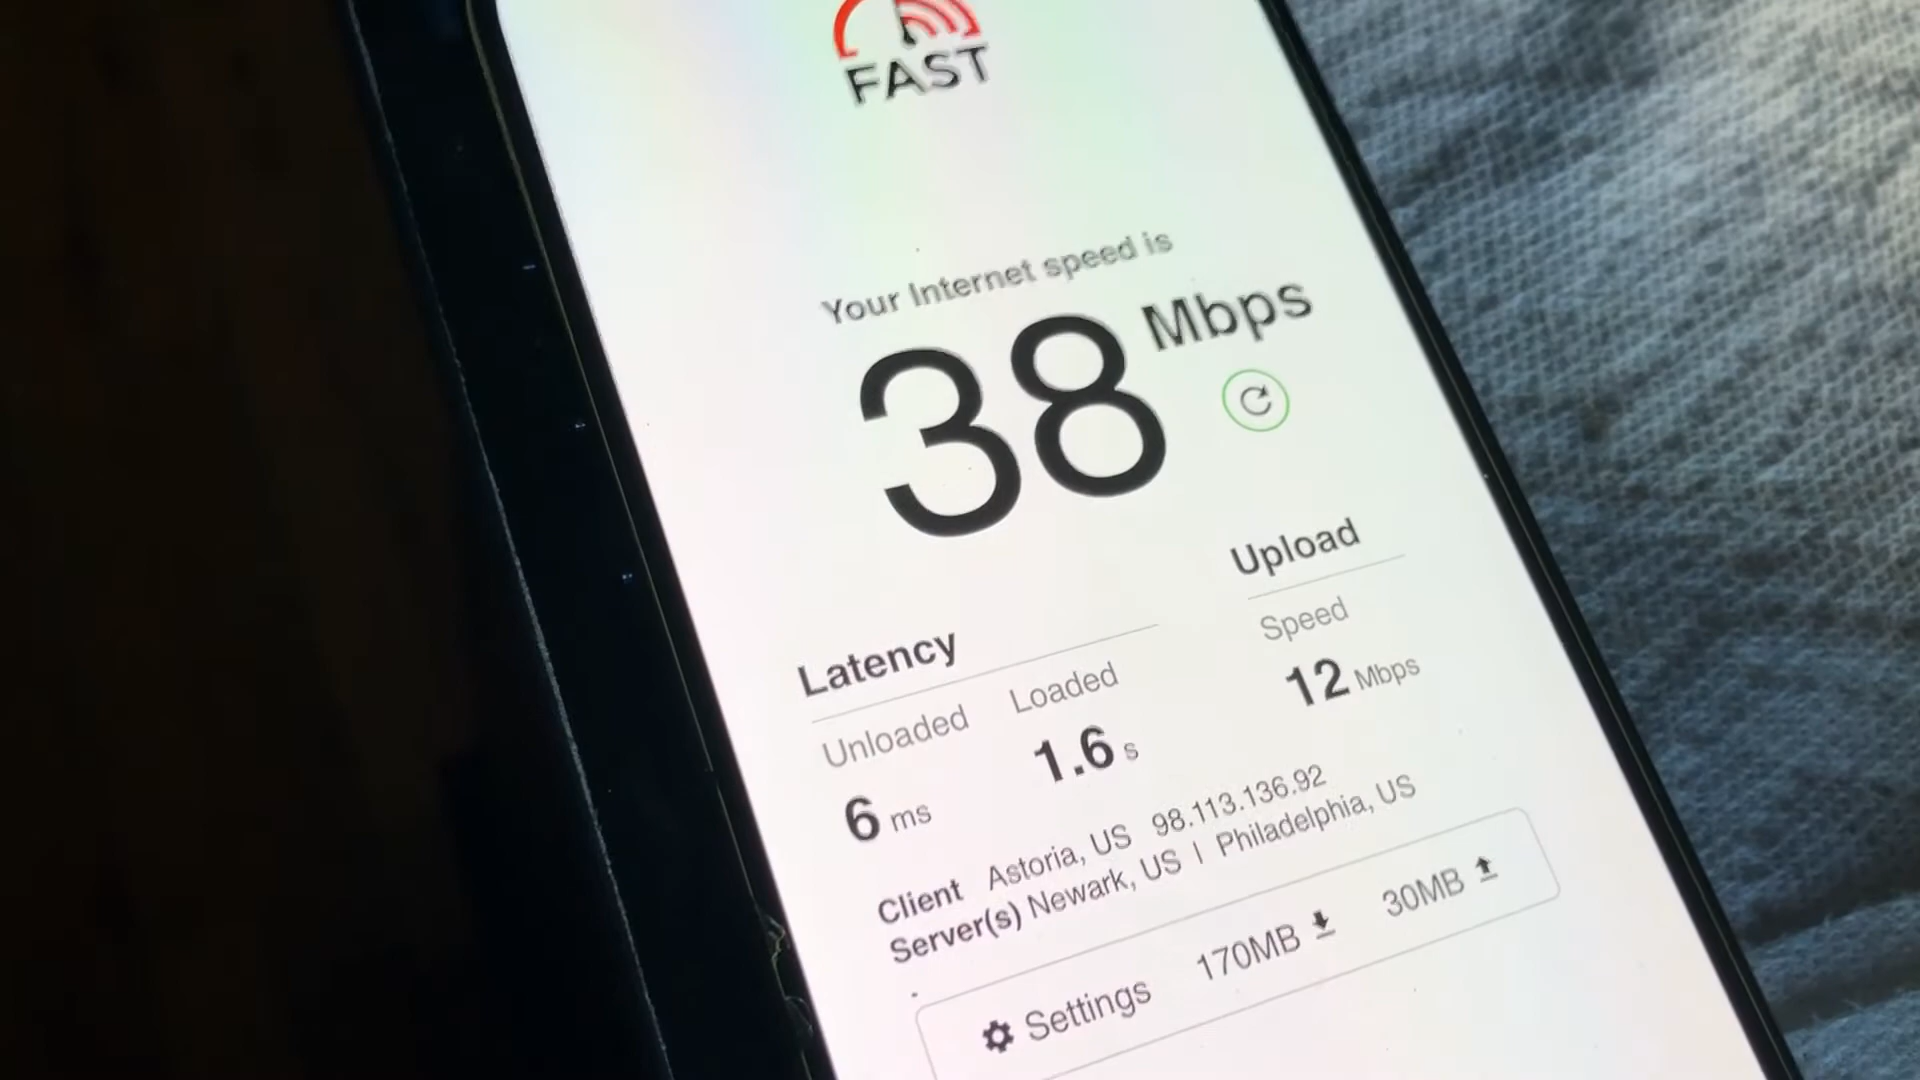 FAST
Your Internet speed is
38 Mbps
Latency
Unloaded Loaded
6 ms 1.6 s
Upload
Speed
12 Mbps
Client Astoria, US 98.113.136.92
Server(s) Newark, US | Philadelphia, US
Settings 170MB 30MB